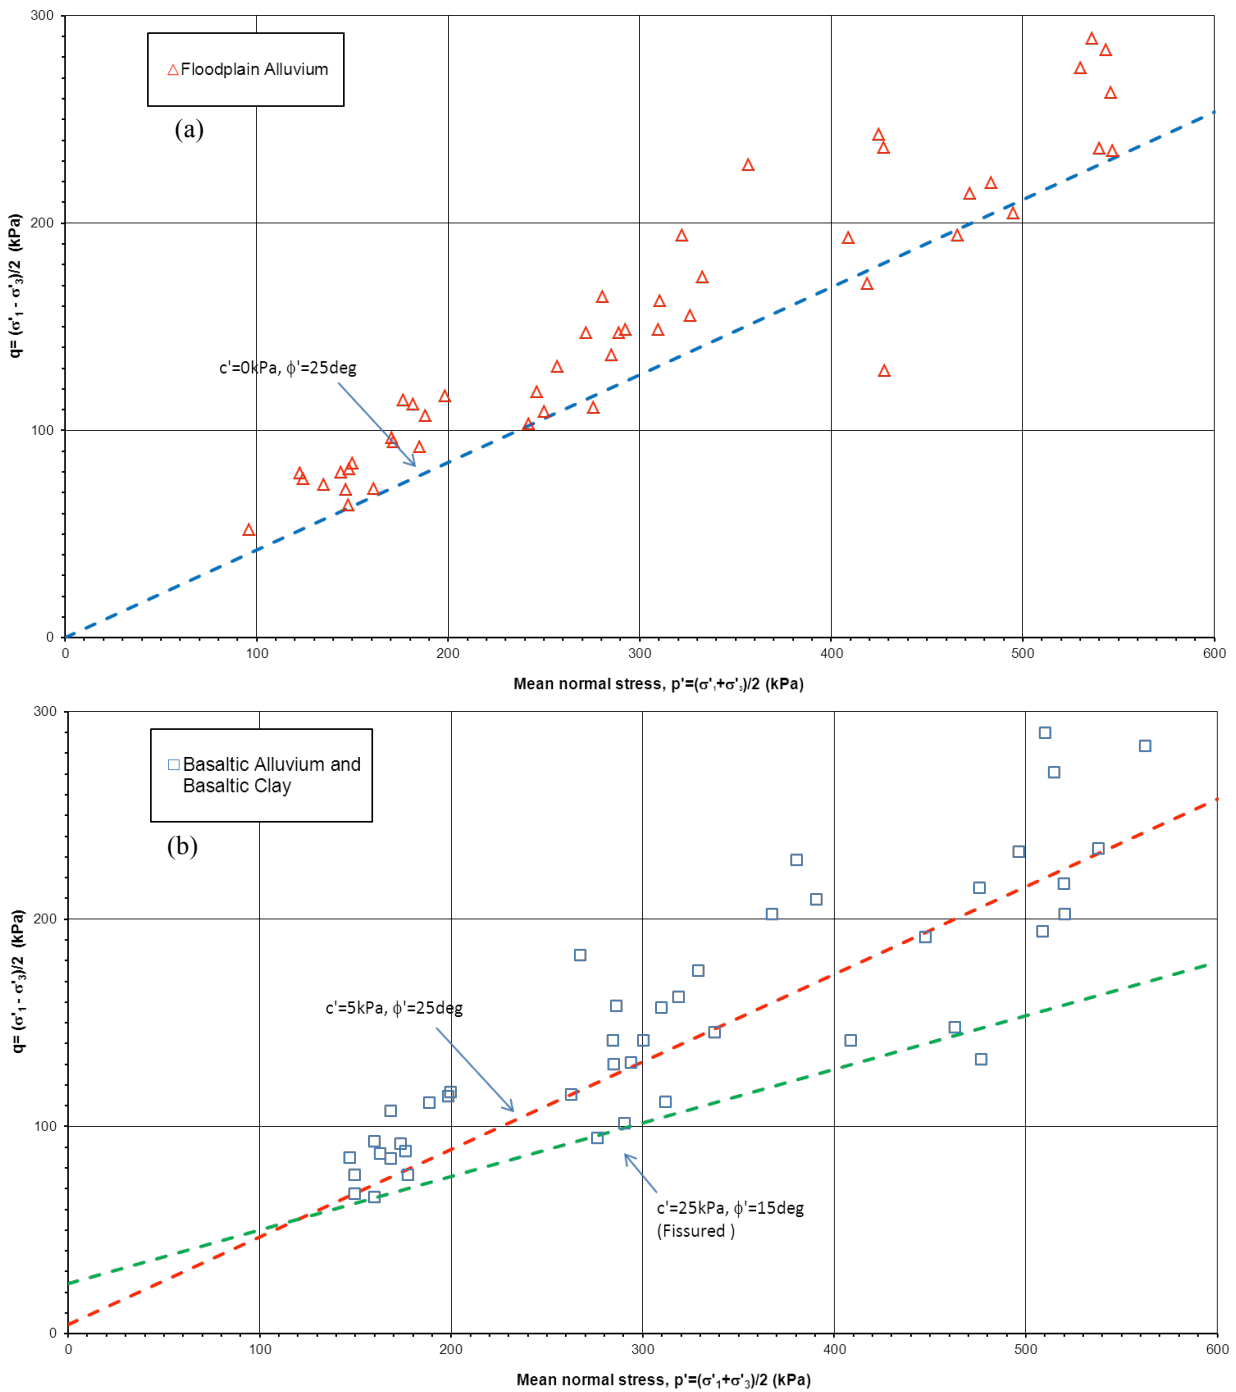 300
Floodplain Alluvium
(a)
200
q= (σ'1 - σ'3)/2 (kPa)
c'=0kPa, ϕ'=25deg
100
0
0 100 200 300 400 500 600
Mean normal stress, p'=(σ'1+σ'3)/2 (kPa)
300
Basaltic Alluvium and
Basaltic Clay
(b)
200
q= (σ'1 - σ'3)/2 (kPa)
c'=5kPa, ϕ'=25deg
100
c'=25kPa, ϕ'=15deg
(Fissured )
0
0 100 200 300 400 500 600
Mean normal stress, p'=(σ'1+σ'3)/2 (kPa)